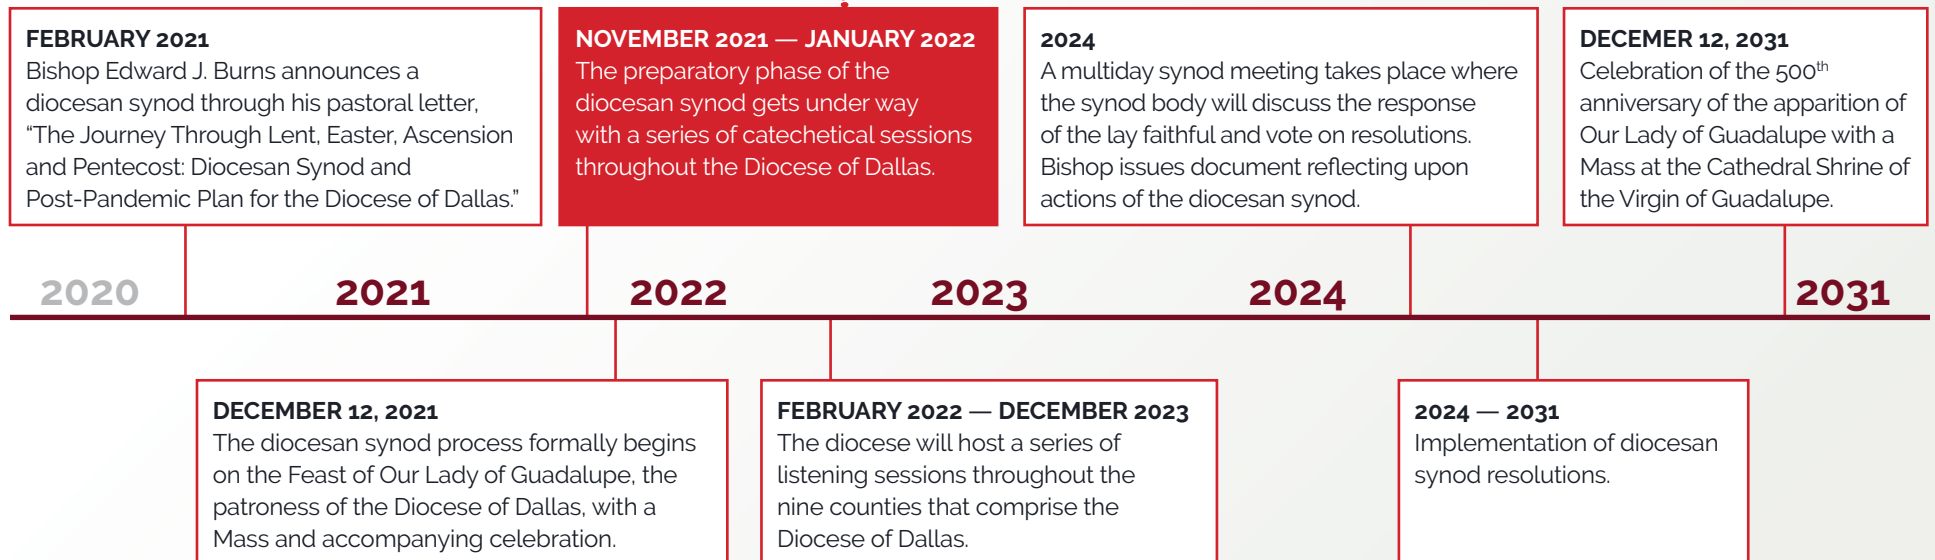 FEBRUARY 2021
Bishop Edward J. Burns announces a
diocesan synod through his pastoral letter,
“The Journey Through Lent, Easter, Ascension
and Pentecost: Diocesan Synod and
Post-Pandemic Plan for the Diocese of Dallas.”
NOVEMBER 2021 — JANUARY 2022
The preparatory phase of the
diocesan synod gets under way
with a series of catechetical sessions
throughout the Diocese of Dallas.
2024
A multiday synod meeting takes place where
the synod body will discuss the response
of the lay faithful and vote on resolutions.
Bishop issues document reflecting upon
actions of the diocesan synod.
DECEMER 12, 2031
Celebration of the 500th
anniversary of the apparition of
Our Lady of Guadalupe with a
Mass at the Cathedral Shrine of
the Virgin of Guadalupe.
2020 2021 2022 2023 2024 2031
DECEMBER 12, 2021
The diocesan synod process formally begins
on the Feast of Our Lady of Guadalupe, the
patroness of the Diocese of Dallas, with a
Mass and accompanying celebration.
FEBRUARY 2022 — DECEMBER 2023
The diocese will host a series of
listening sessions throughout the
nine counties that comprise the
Diocese of Dallas.
2024 — 2031
Implementation of diocesan
synod resolutions.